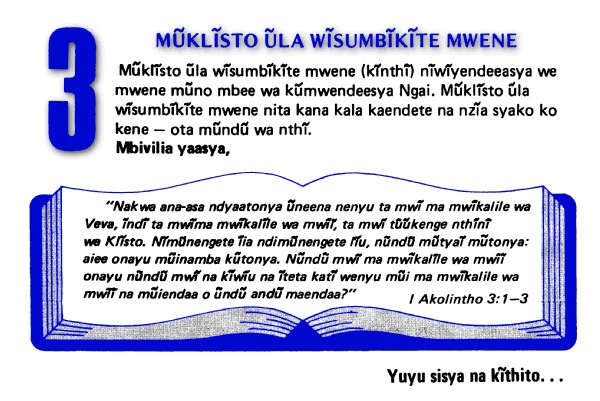 3
MŨKLĨSTO ŨLA WĨSUMBĨKĨTE MWENE
Mũklĩsto ũla wĩsumbĩkĩte mwene (kĩnthĩ) nĩwĩyendeeasya we
mwene mũno mbee wa kũmwendeesya Ngai. Mũklĩsto ũla
wĩsumbĩkĩte mwene nita kana kala kaendete na nzĩa syako ko
kene — ota mũndũ wa nthĩ.
Mbivilia yaasya,
"Nakwa ana-asa ndyaatonya ũneena nenyu ta mwĩ ma mwĩkalile wa
Veva, ĩndĩ ta mwĩma mwĩkalĩle wa mwĩĩ, ta mwĩ tũũkenge nthĩnĩ
wa Klĩsto. Nĩmũnengete ĩia ndimũnengete lĩu, nũndũ mũtyaĩ mũtonya:
aiee onayu mũinamba kũtonya. Nũndũ mwĩ ma mwĩkalĩle wa mwĩĩ
onayu nũndũ mwĩ na kĩwĩu na ĩteta katĩ wenyu mũi ma mwĩkalile wa
mwĩĩ na mũiendaa o ũndũ andũ maendaa?"
I Akolintho 3:1—3
Yuyu sisya na kĩthito. . .